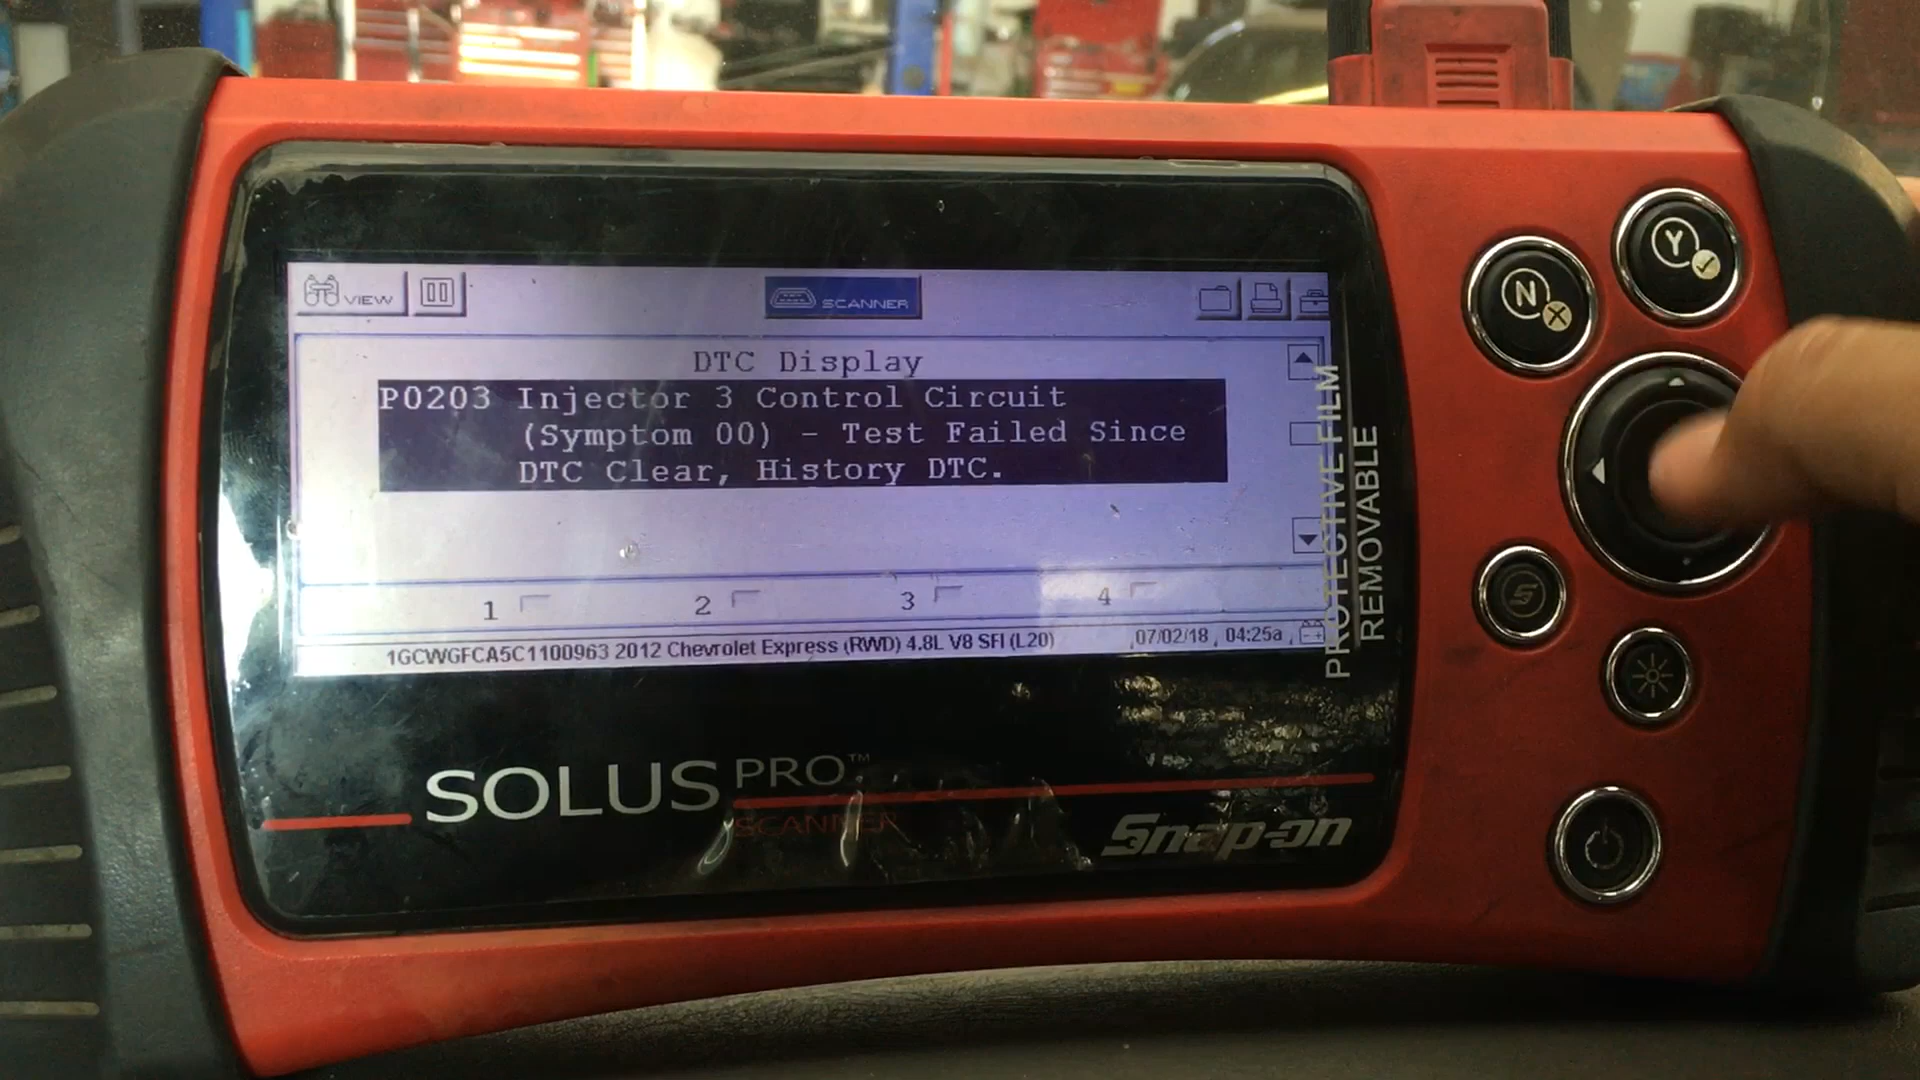 VIEW
SCANNER
DTC Display
P0203 Injector 3 Control Circuit
(Symptom 00) - Test Failed Since
DTC Clear, History DTC.
1 2 3 4
1GCWGFCA5C1100963 2012 Chevrolet Express (RWD) 4.8L V8 SFI (L20) , 07/02/18 , 04:25a ,
PROTECTIVE FILM
REMOVABLE
N
Y
S
SOLUS PRO™
SCANNER
Snap-on